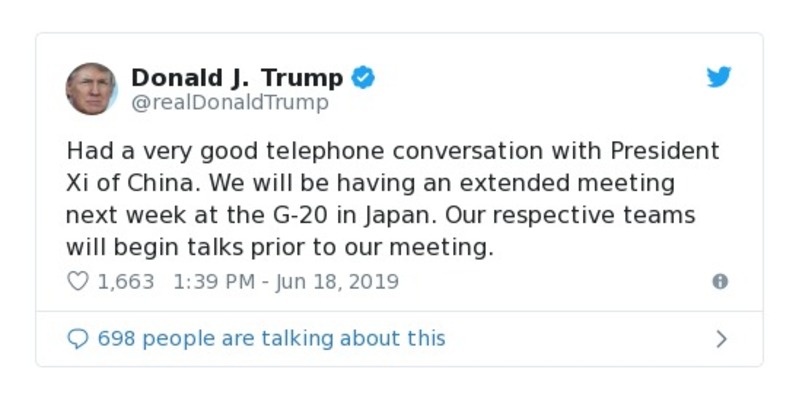 Donald J. Trump
@realDonaldTrump
Had a very good telephone conversation with President
Xi of China. We will be having an extended meeting
next week at the G-20 in Japan. Our respective teams
will begin talks prior to our meeting.
1,663 1:39 PM - Jun 18, 2019
698 people are talking about this